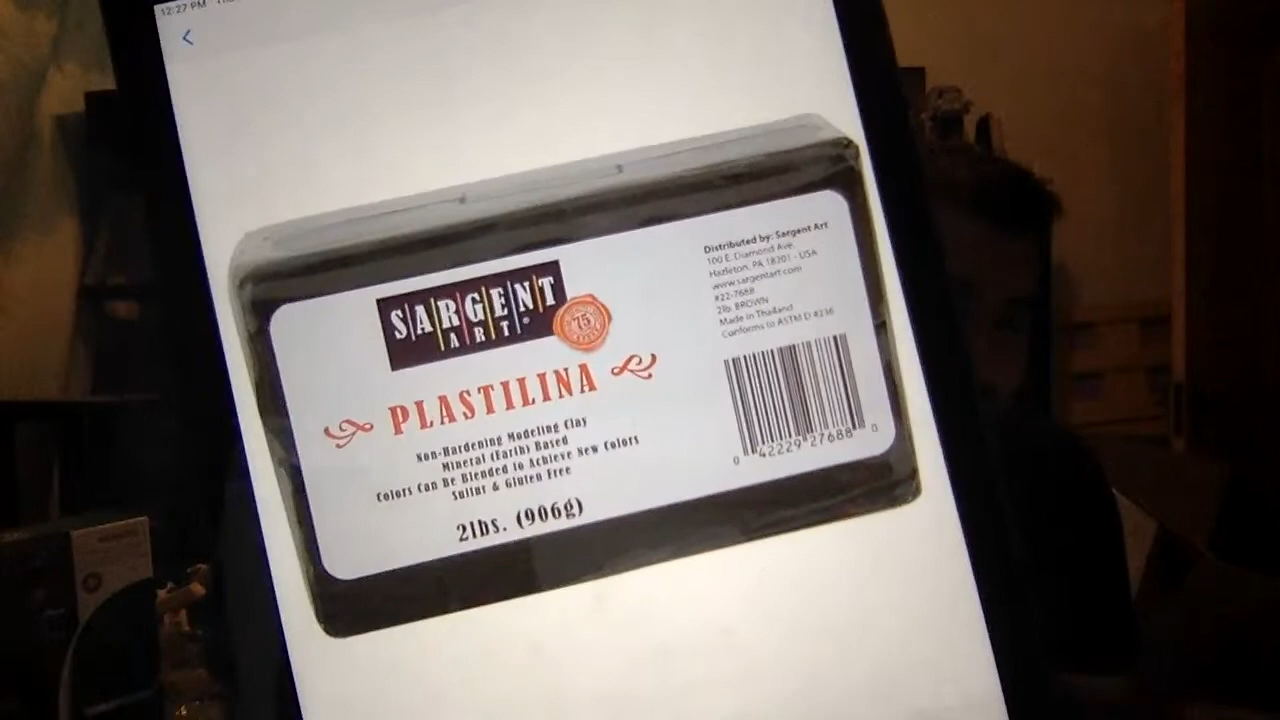 12:27 PM
SARGENT
ART®
75
PLASTILINA
Non-Hardening Modeling Clay
Mineral (Earth) Based
Colors Can Be Blended to Achieve New Colors
Sulfur & Gluten Free
2lbs. (906g)
Distributed by: Sargent Art
100 E. Diamond Ave.
Hazleton, PA 18201 - USA
www.sargentart.com
#22-7688
2lb. BROWN
Made in Thailand
Conforms to ASTM D 4236
0 42229 27688 0